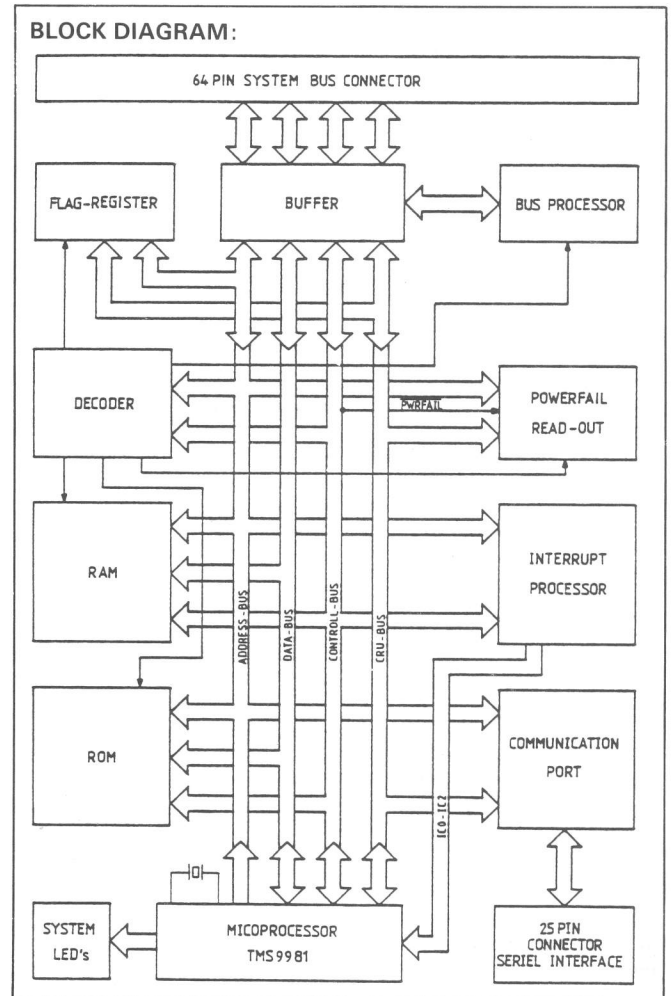 BLOCK DIAGRAM:
64 PIN SYSTEM BUS CONNECTOR
FLAG-REGISTER
BUFFER
BUS PROCESSOR
DECODER
PWRFAIL
POWERFAIL
READ-OUT
RAM
ADDRESS-BUS
DATA-BUS
CONTROLL-BUS
CRU-BUS
INTERRUPT
PROCESSOR
ROM
IC0-IC2
COMMUNICATION
PORT
SYSTEM
LED's
MICOPROCESSOR
TMS9981
25 PIN
CONNECTOR
SERIEL INTERFACE